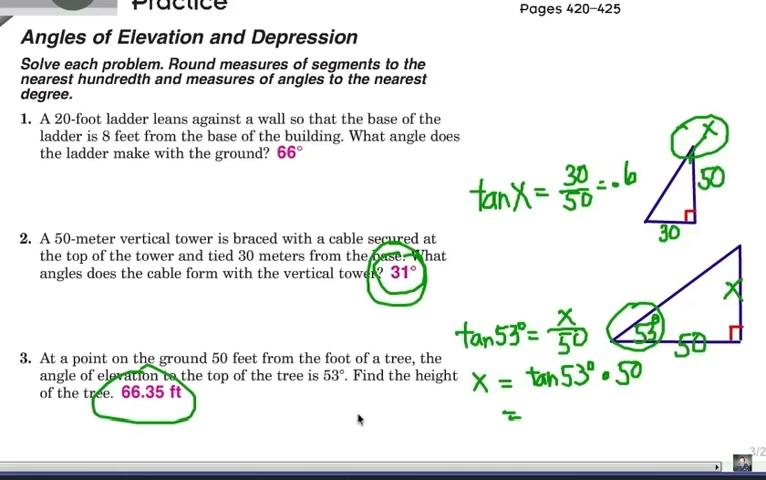 Practice
Pages 420–425
Angles of Elevation and Depression
Solve each problem. Round measures of segments to the
nearest hundredth and measures of angles to the nearest
degree.
1. A 20-foot ladder leans against a wall so that the base of the
ladder is 8 feet from the base of the building. What angle does
the ladder make with the ground? 66°
tan X = 30/50 = .6
x
50
30
2. A 50-meter vertical tower is braced with a cable secured at
the top of the tower and tied 30 meters from the base. What
angles does the cable form with the vertical tower? 31°
tan 53° = x/50
53°
x
50
3. At a point on the ground 50 feet from the foot of a tree, the
angle of elevation to the top of the tree is 53°. Find the height
of the tree. 66.35 ft
x = tan 53° • 50
=
3/2